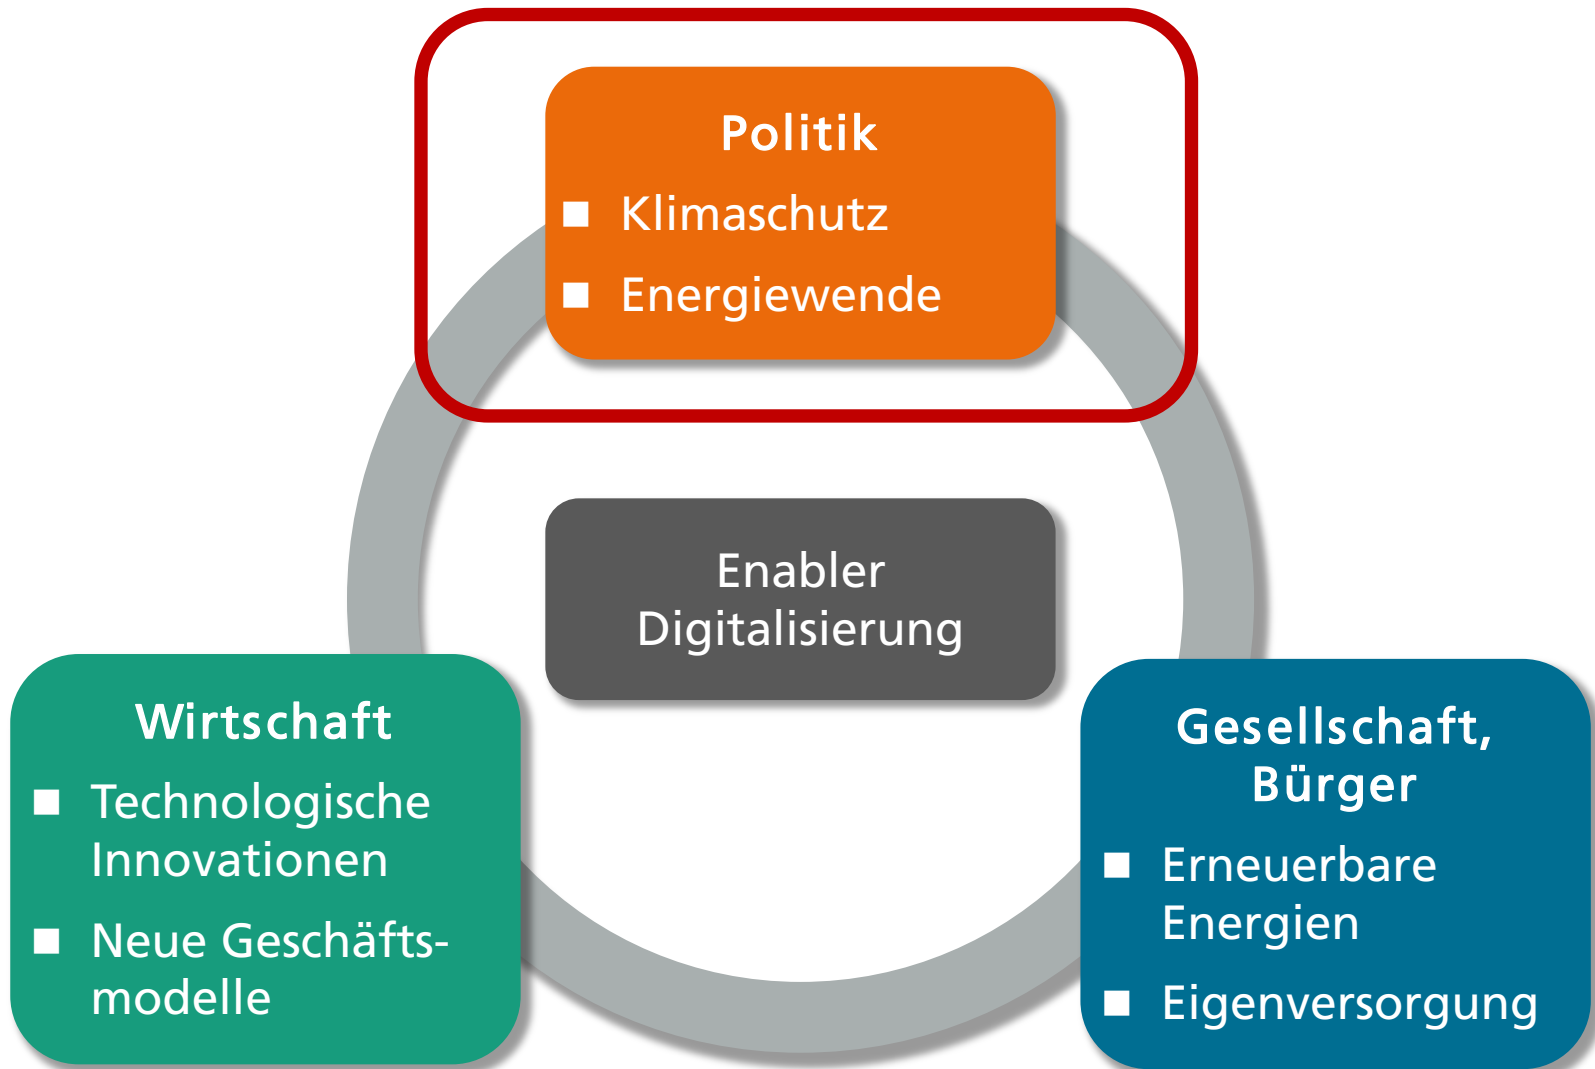 Politik
Klimaschutz
Energiewende
Enabler
Digitalisierung
Wirtschaft
Technologische
Innovationen
Neue Geschäfts-
modelle
Gesellschaft,
Bürger
Erneuerbare
Energien
Eigenversorgung